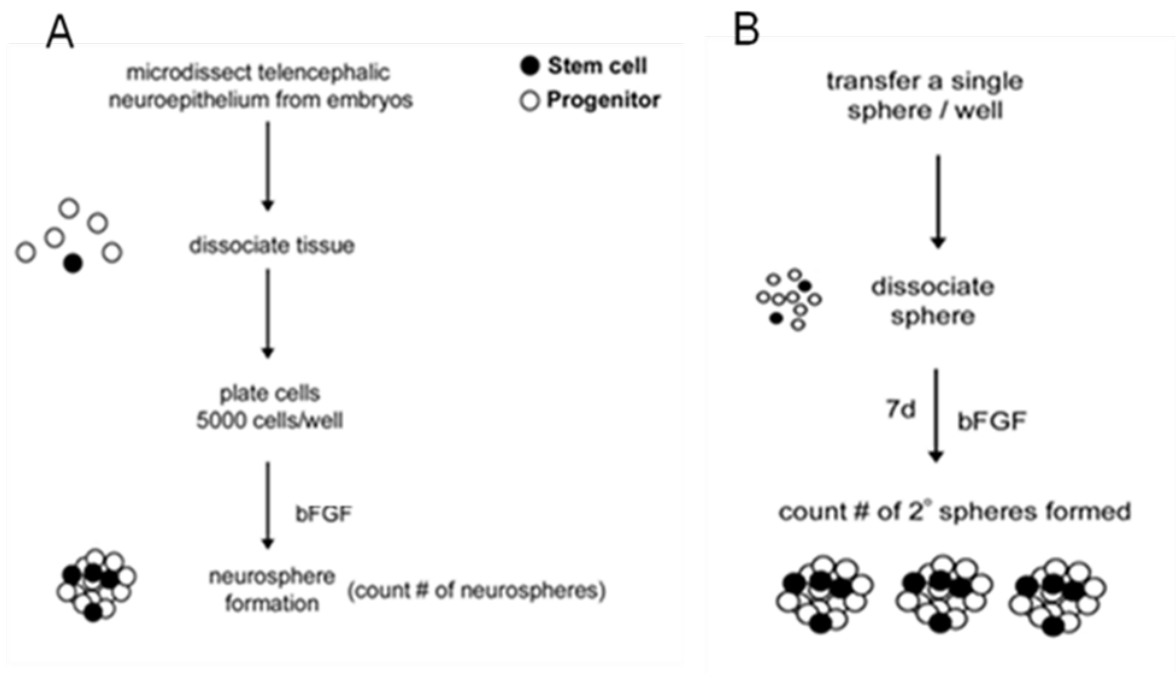 A
microdissect telencephalic
neuroepithelium from embryos
Stem cell
Progenitor
dissociate tissue
plate cells
5000 cells/well
bFGF
neurosphere
formation
(count # of neurospheres)
B
transfer a single
sphere / well
dissociate
sphere
7d
bFGF
count # of 2° spheres formed